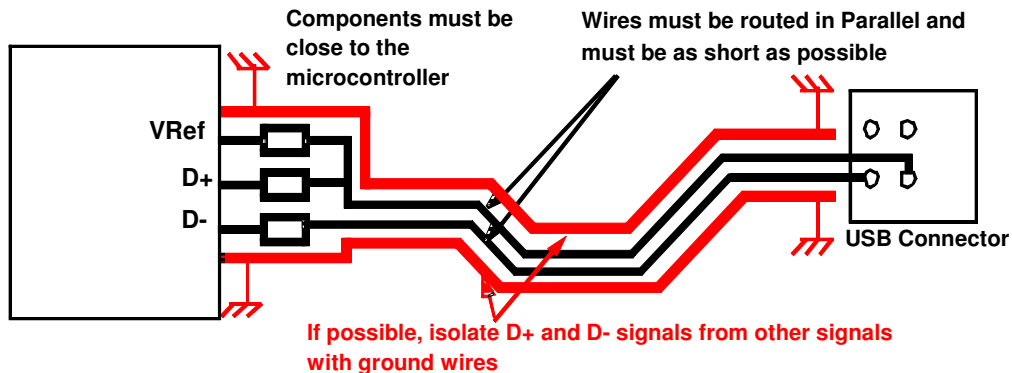 Components must be
close to the
microcontroller
Wires must be routed in Parallel and
must be as short as possible
VRef
D+
D-
USB Connector
If possible, isolate D+ and D- signals from other signals
with ground wires